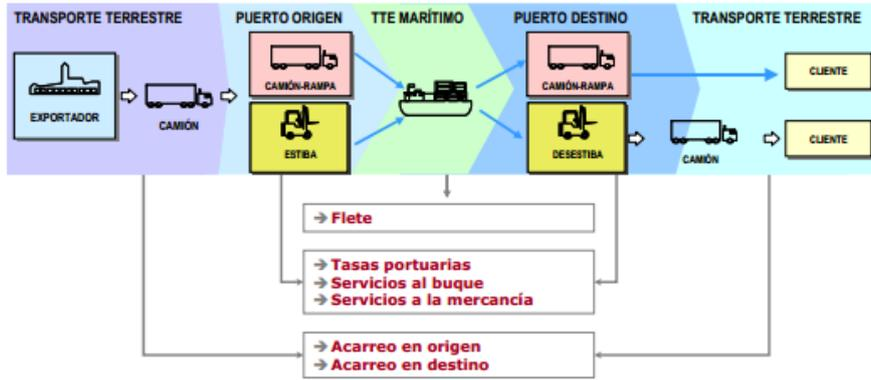 TRANSPORTE TERRESTRE
PUERTO ORIGEN
TTE MARÍTIMO
PUERTO DESTINO
TRANSPORTE TERRESTRE
EXPORTADOR
CAMIÓN
CAMIÓN-RAMPA
ESTIBA
CAMIÓN-RAMPA
DESESTIBA
CAMIÓN
CLIENTE
CLIENTE
→ Flete
→ Tasas portuarias
→ Servicios al buque
→ Servicios a la mercancía
→ Acarreo en origen
→ Acarreo en destino